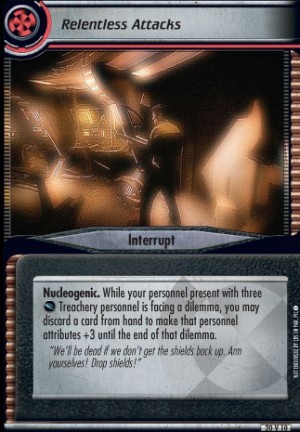 Relentless Attacks
Interrupt
Nucleogenic. While your personnel present with three
Treachery personnel is facing a dilemma, you may
discard a card from hand to make that personnel
attributes +3 until the end of that dilemma.
"We'll be dead if we don't get the shields back up. Arm
yourselves! Drop shields!"
20 V 10